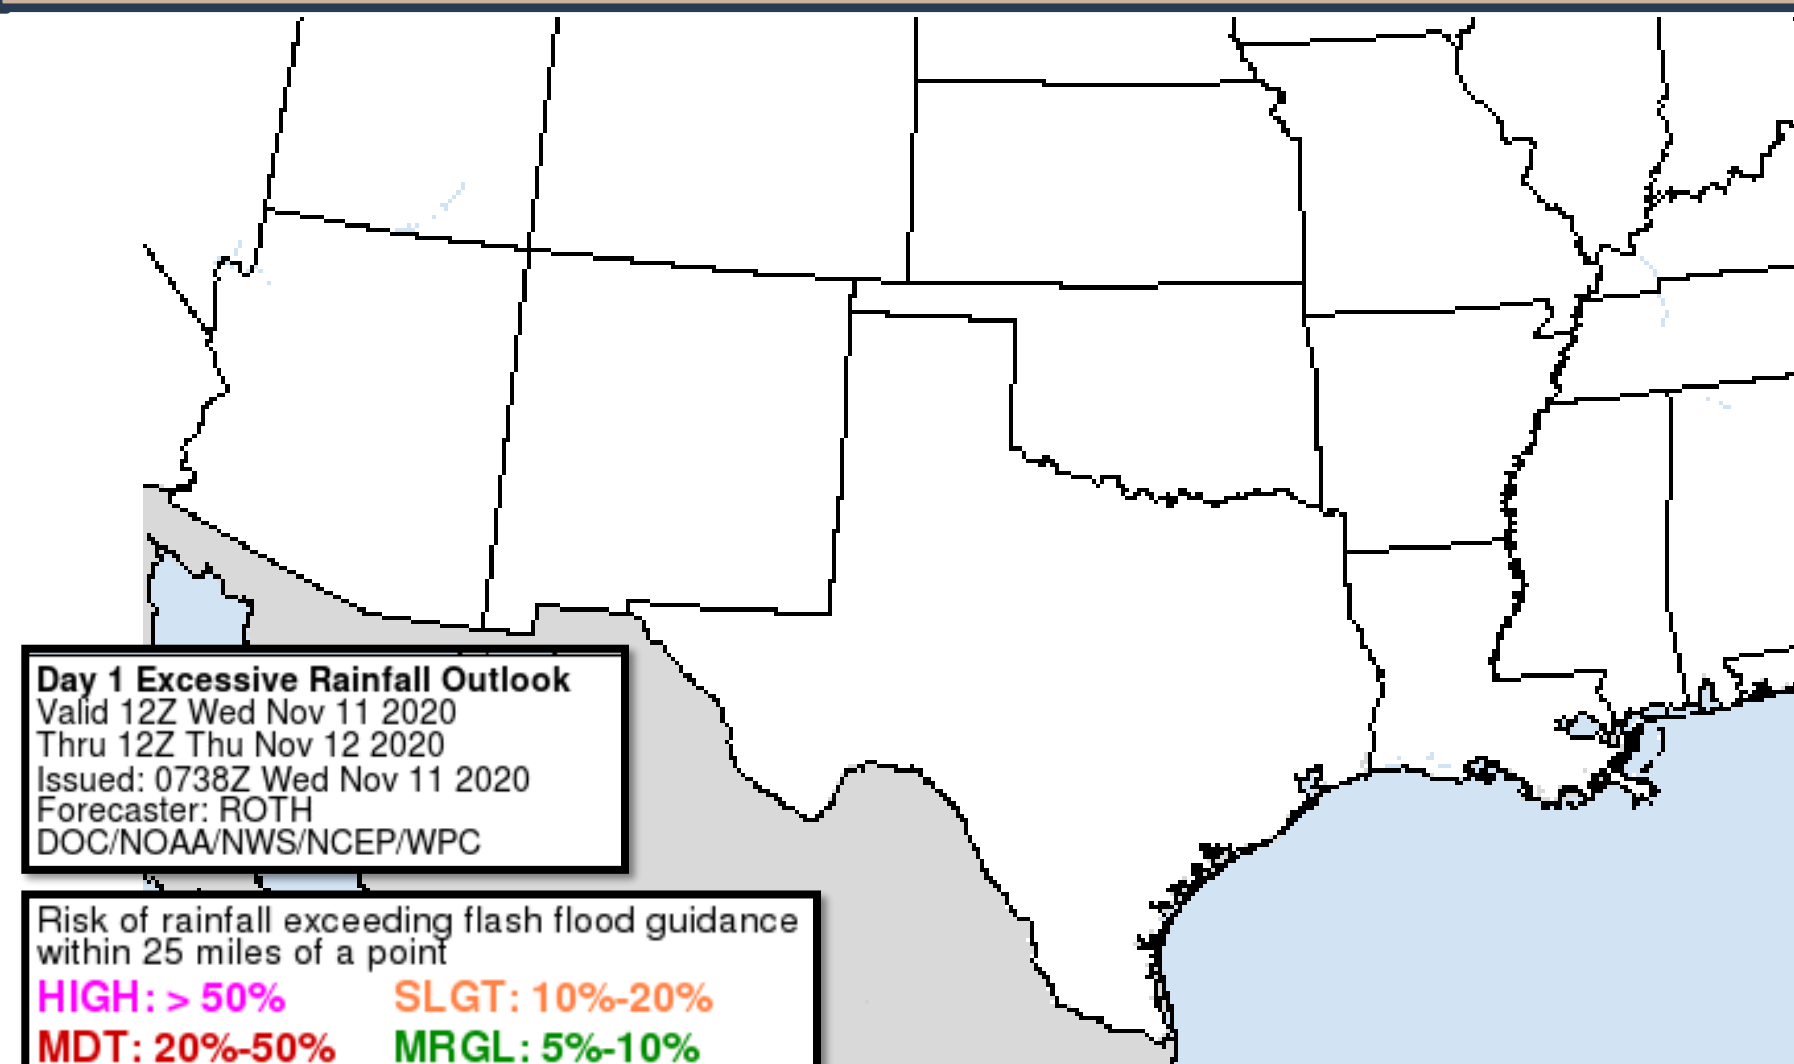 Day 1 Excessive Rainfall Outlook
Valid 12Z Wed Nov 11 2020
Thru 12Z Thu Nov 12 2020
Issued: 0738Z Wed Nov 11 2020
Forecaster: ROTH
DOC/NOAA/NWS/NCEP/WPC
Risk of rainfall exceeding flash flood guidance
within 25 miles of a point
HIGH: > 50% SLGT: 10%-20%
MDT: 20%-50% MRGL: 5%-10%